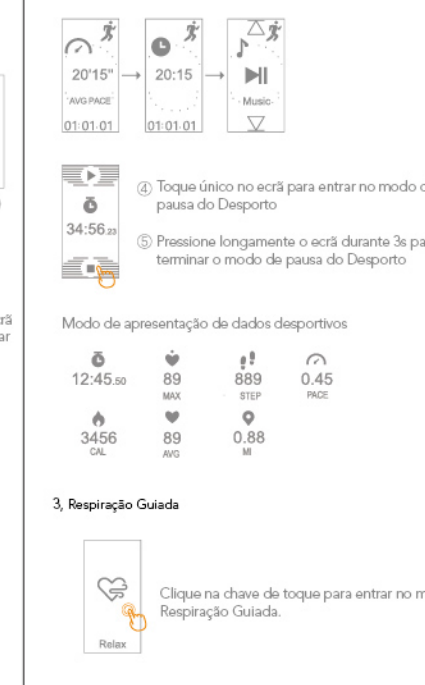 20'15"
AVG PACE
01:01:01
20:15
01:01:01
Music
④ Toque único no ecrã para entrar no modo
pausa do Desporto
34:56.23
⑤ Pressione longamente o ecrã durante 3s
terminar o modo de pausa do Desporto
Modo de apresentação de dados desportivos
12:45.50
89
MAX
889
STEP
0.45
PACE
3456
CAL
89
AVG
0.88
MI
3, Respiração Guiada
Clique na chave de toque para entrar no
Respiração Guiada.
Relax